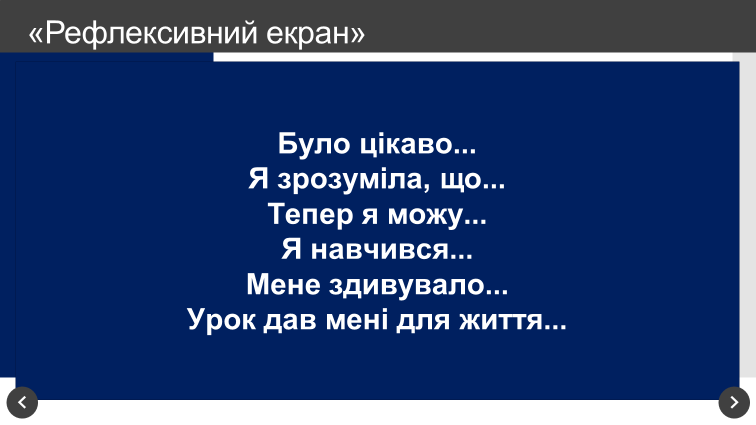 «Рефлексивний екран»
Було цікаво...
Я зрозуміла, що...
Тепер я можу...
Я навчився...
Мене здивувало...
Урок дав мені для життя...